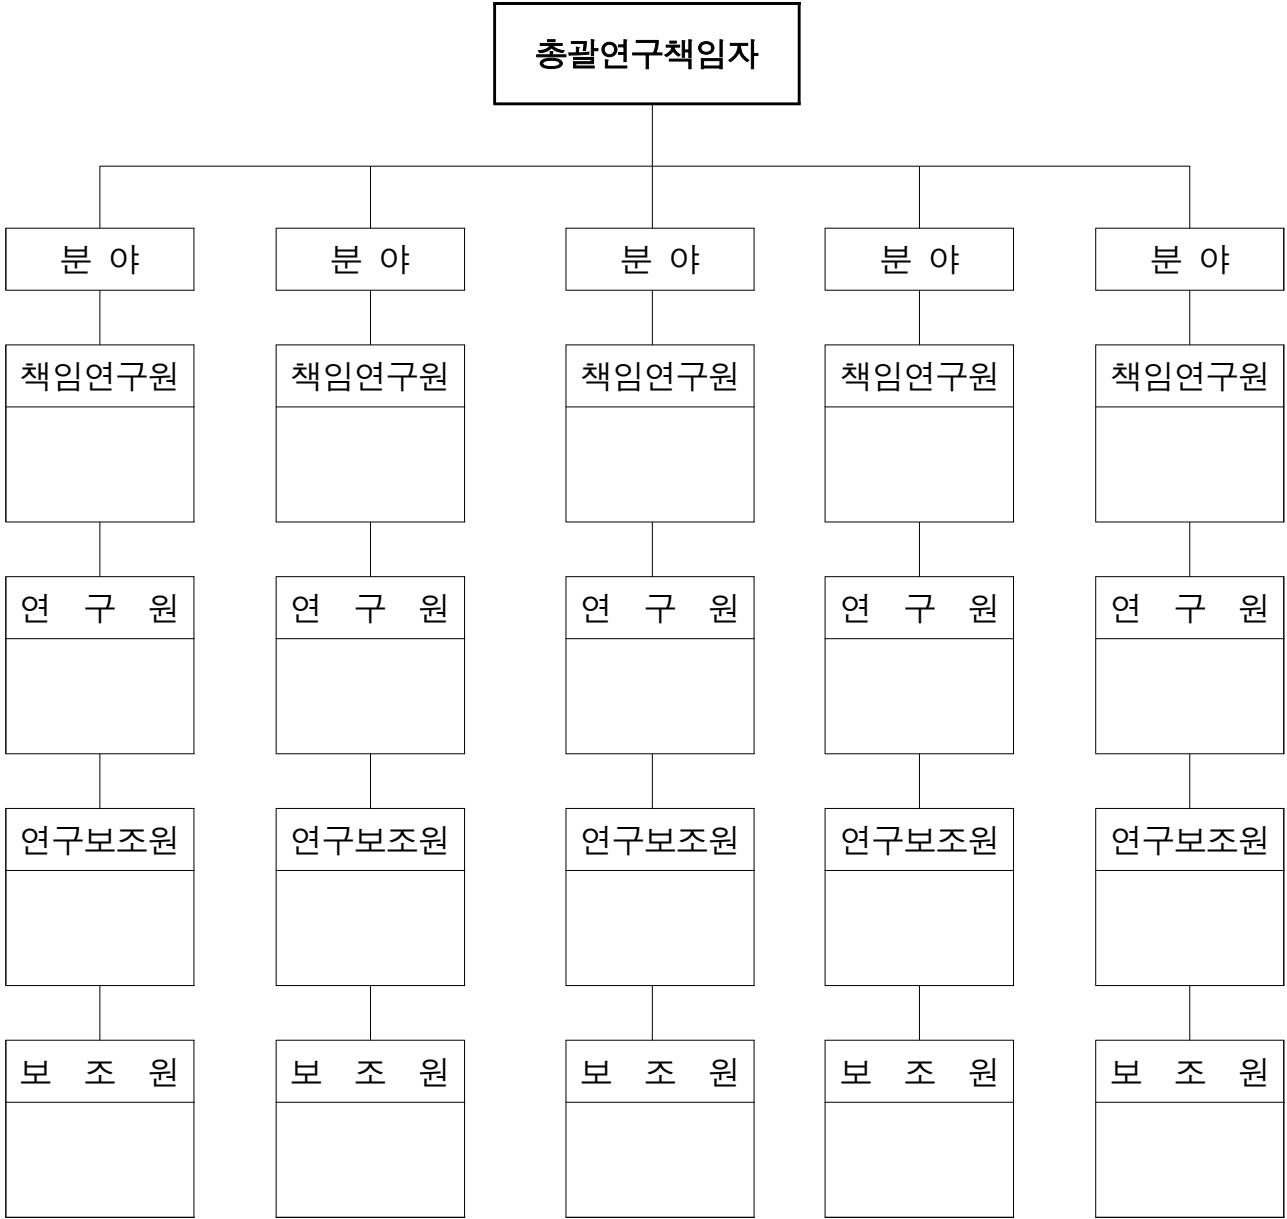 총괄연구책임자
분 야 분 야 분 야 분 야 분 야
책임연구원 책임연구원 책임연구원 책임연구원 책임연구원
연 구 원 연 구 원 연 구 원 연 구 원 연 구 원
연구보조원 연구보조원 연구보조원 연구보조원 연구보조원
보 조 원 보 조 원 보 조 원 보 조 원 보 조 원